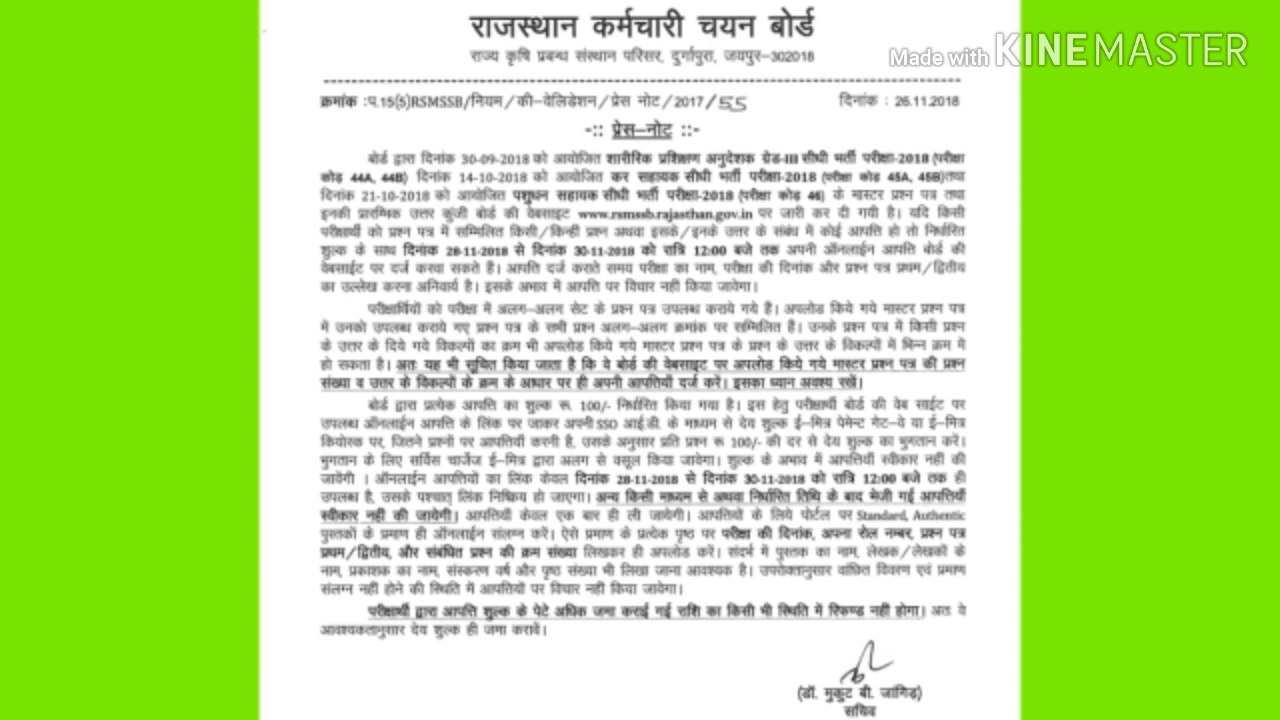 राजस्थान कर्मचारी चयन बोर्ड
राज्य कृषि प्रबन्ध संस्थान परिसर, दुर्गापुरा, जयपुर–302018
Made with KINEMASTER
क्रमांक :प.15(5)RSMSSB/नियम/की–वेलिडेशन/प्रेस नोट/2017/55 दिनांक : 26.11.2018
-:: प्रेस–नोट ::-
बोर्ड द्वारा दिनांक 30-09-2018 को आयोजित शारीरिक प्रशिक्षण अनुदेशक ग्रेड-III सीधी भर्ती परीक्षा-2018 (परीक्षा
कोड़ 44A, 44B) दिनांक 14-10-2018 को आयोजित कर सहायक सीधी भर्ती परीक्षा-2018 (परीक्षा कोड़ 45A, 45B)तथा
दिनांक 21-10-2018 को आयोजित पशुधन सहायक सीधी भर्ती परीक्षा-2018 (परीक्षा कोड़ 46) के मास्टर प्रश्न पत्र तथा
इनकी प्रारम्भिक उत्तर कुंजी बोर्ड की वेबसाइट www.rsmssb.rajasthan.gov.in पर जारी कर दी गयी है। यदि किसी
परीक्षार्थी को प्रश्न पत्र में सम्मिलित किसी/किन्हीं प्रश्न अथवा इसके/इनके उत्तर के संबंध में कोई आपत्ति हो तो निर्धारित
शुल्क के साथ दिनांक 28-11-2018 से दिनांक 30-11-2018 को रात्रि 12:00 बजे तक अपनी ऑनलाईन आपत्ति बोर्ड की
वेबसाईट पर दर्ज करवा सकते हैं। आपत्ति दर्ज कराते समय परीक्षा का नाम, परीक्षा की दिनांक और प्रश्न पत्र प्रथम/द्वितीय
का उल्लेख करना अनिवार्य है। इसके अभाव में आपत्ति पर विचार नहीं किया जावेगा।
परीक्षार्थियों को परीक्षा में अलग–अलग सेट के प्रश्न पत्र उपलब्ध कराये गये हैं। अपलोड किये गये मास्टर प्रश्न पत्र
में उनको उपलब्ध कराये गए प्रश्न पत्र के सभी प्रश्न अलग–अलग क्रमांक पर सम्मिलित हैं। उनके प्रश्न पत्र में किसी प्रश्न
के उत्तर के दिये गये विकल्पों का क्रम भी अपलोड किये गये मास्टर प्रश्न पत्र के प्रश्न के उत्तर के विकल्पों में भिन्न क्रम में
हो सकता है। अतः यह भी सूचित किया जाता है कि वे बोर्ड की वेबसाइट पर अपलोड किये गये मास्टर प्रश्न पत्र की प्रश्न
संख्या व उत्तर के विकल्पों के क्रम के आधार पर ही अपनी आपतियाँ दर्ज करें। इसका ध्यान अवश्य रखें।
बोर्ड द्वारा प्रत्येक आपत्ति का शुल्क रू. 100/- निर्धारित किया गया है। इस हेतु परीक्षार्थी बोर्ड की वेब साईट पर
उपलब्ध ऑनलाईन आपत्ति के लिंक पर जाकर अपनी SSO आई.डी. के माध्यम से देय शुल्क ई–मित्र पेमेन्ट गेट–वे या ई–मित्र
कियोस्क पर, जितने प्रश्नों पर आपत्तियाँ करनी है, उसके अनुसार प्रति प्रश्न रू 100/- की दर से देय शुल्क का भुगतान करें।
भुगतान के लिए सर्विस चार्जेज ई–मित्र द्वारा अलग से वसूल किया जावेगा। शुल्क के अभाव में आपत्तियाँ स्वीकार नही की
जावेंगी । ऑनलाईन आपत्तियों का लिंक केवल दिनांक 28-11-2018 से दिनांक 30-11-2018 को रात्रि 12:00 बजे तक ही
उपलब्ध है, उसके पश्चात् लिंक निष्क्रिय हो जाएगा। अन्य किसी माध्यम से अथवा निर्धारित तिथि के बाद भेजी गई आपत्तियाँ
स्वीकार नही की जायेगी। आपत्तियाँ केवल एक बार ही ली जायेगी। आपत्तियों के लिये पोर्टल पर Standard, Authentic
पुस्तकों के प्रमाण ही ऑनलाईन संलग्न करें। ऐसे प्रमाण के प्रत्येक पृष्ठ पर परीक्षा की दिनांक, अपना रोल नम्बर, प्रश्न पत्र
प्रथम/द्वितीय, और संबंधित प्रश्न की क्रम संख्या लिखकर ही अपलोड करें। संदर्भ में पुस्तक का नाम, लेखक/लेखकों के
नाम, प्रकाशक का नाम, संस्करण वर्ष और पृष्ठ संख्या भी लिखा जाना आवश्यक है। उपरोक्तानुसार वांछित विवरण एवं प्रमाण
संलग्न नहीं होने की स्थिति में आपत्तियों पर विचार नहीं किया जावेगा।
परीक्षार्थी द्वारा आपत्ति शुल्क के पेटे अधिक जमा कराई गई राशि का किसी भी स्थिति में रिफण्ड नहीं होगा। अतः वे
आवश्यकतानुसार देय शुल्क ही जमा करावें।
(डॉ. मुकुट बी. जांगिड़)
सचिव